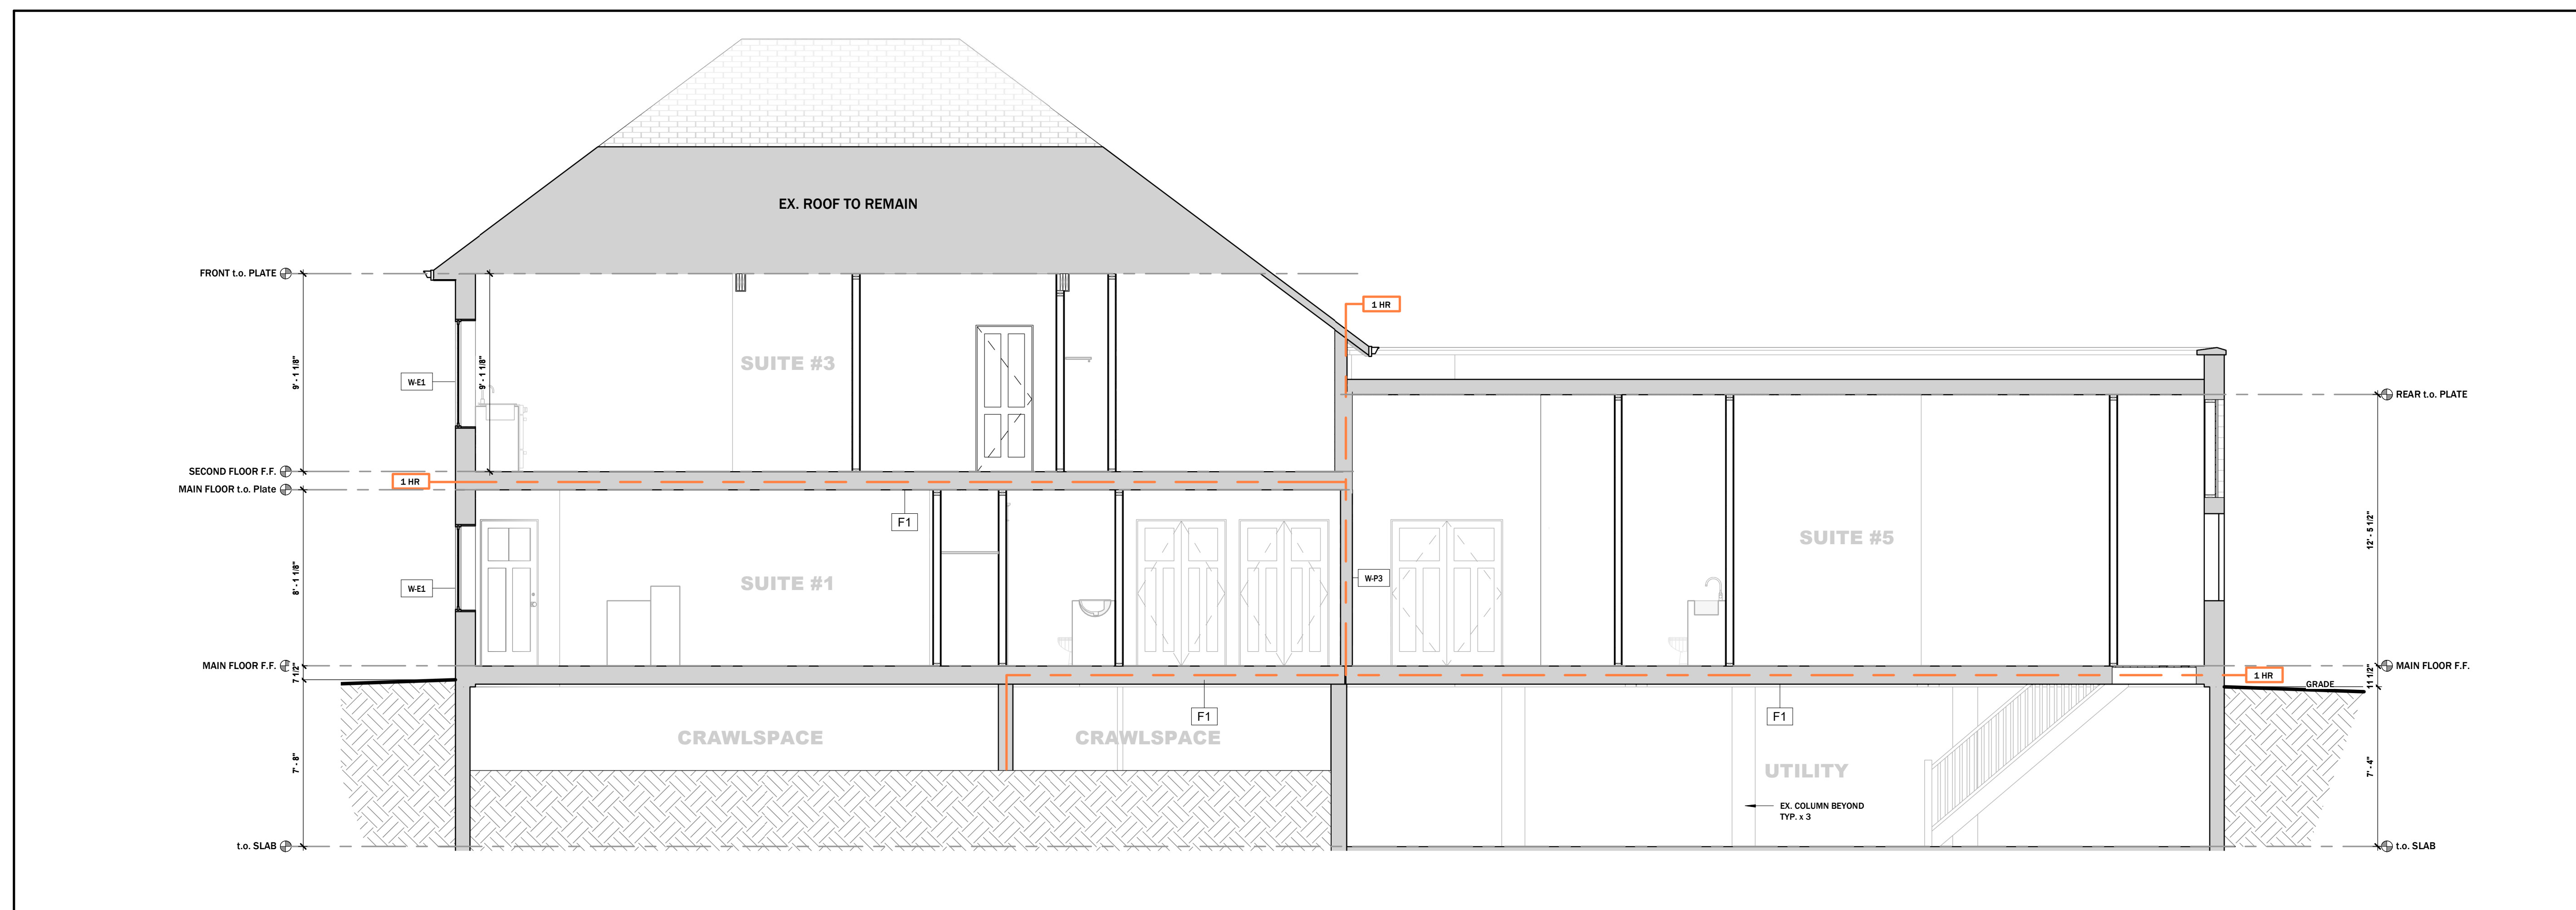 EX. ROOF TO REMAIN
FRONT t.o. PLATE
1 HR
9' - 1 1/8"
9' - 1 1/8"
SUITE #3
W-E1
REAR t.o. PLATE
SECOND FLOOR F.F.
1 HR
MAIN FLOOR t.o. Plate
F1
12' - 5 1/2"
SUITE #5
8' - 1 1/8"
W-E1
SUITE #1
W-P3
MAIN FLOOR F.F.
MAIN FLOOR F.F.
7 1/2"
1 HR
11 1/2"
GRADE
F1
F1
CRAWLSPACE
CRAWLSPACE
7' - 8"
UTILITY
7' - 4"
EX. COLUMN BEYOND
TYP. x 3
t.o. SLAB
t.o. SLAB